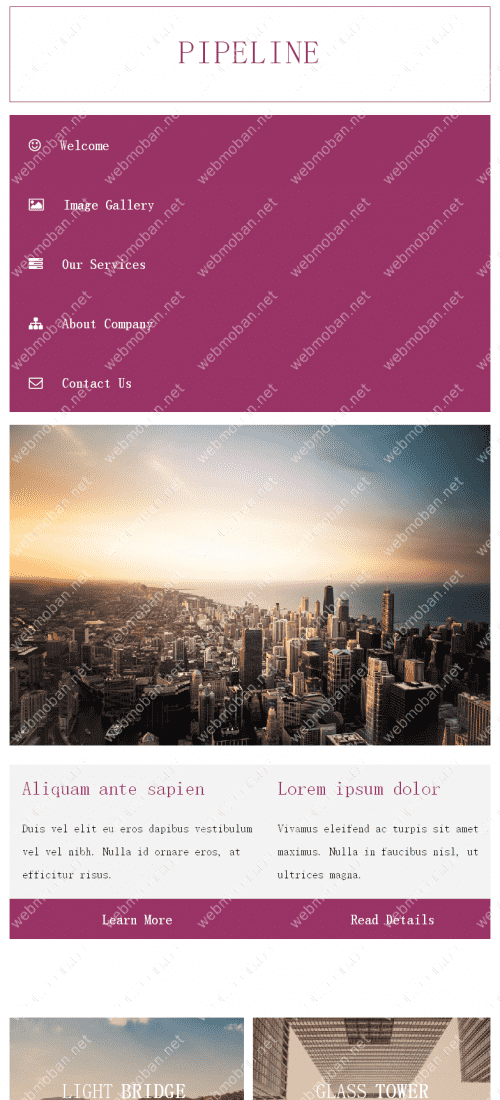 PIPELINE
Welcome
Image Gallery
Our Services
About Company
Contact Us
Aliquam ante sapien
Duis vel elit eu eros dapibus vestibulum
vel vel nibh. Nulla id ornare eros, at
efficitur risus.
Learn More
Lorem ipsum dolor
Vivamus eleifend ac turpis sit amet
maximus. Nulla in faucibus nisl, ut
ultrices magna.
Read Details
LIGHT BRIDGE
GLASS TOWER
webmoban.net